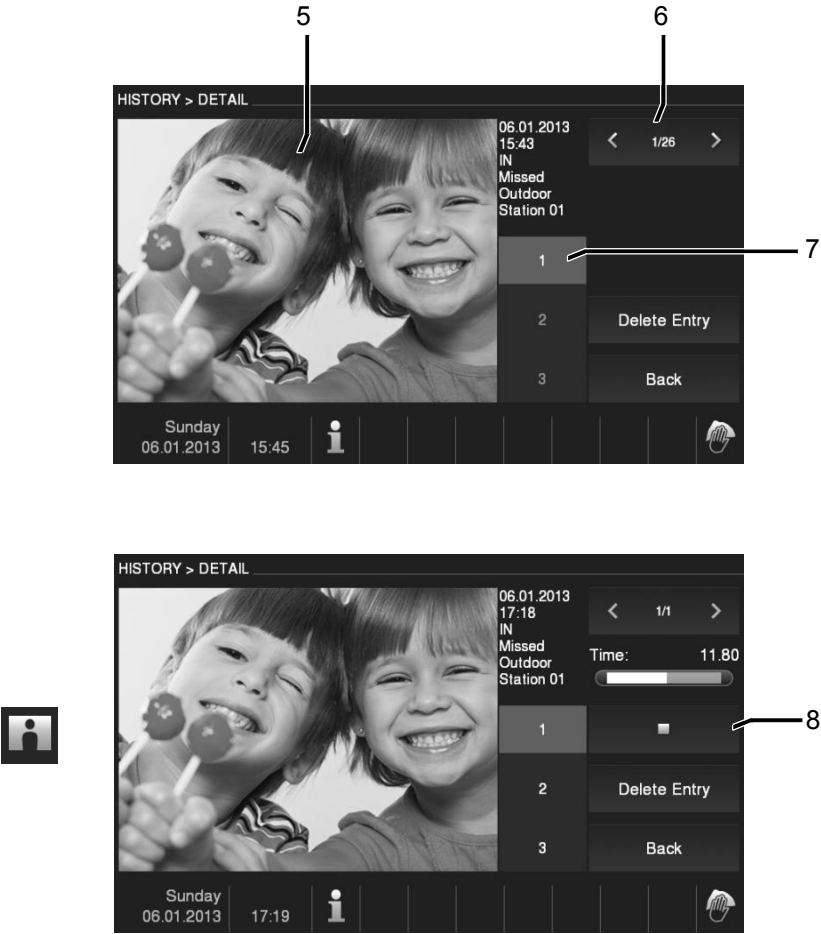 5
6
HISTORY > DETAIL
06.01.2013
15:43
IN
Missed
Outdoor
Station 01
1/26
7
1
2
Delete Entry
3
Back
Sunday
06.01.2013
15:45
HISTORY > DETAIL
06.01.2013
17:18
IN
Missed
Outdoor
Station 01
1/1
Time: 11.80
1
8
2
Delete Entry
3
Back
Sunday
06.01.2013
17:19